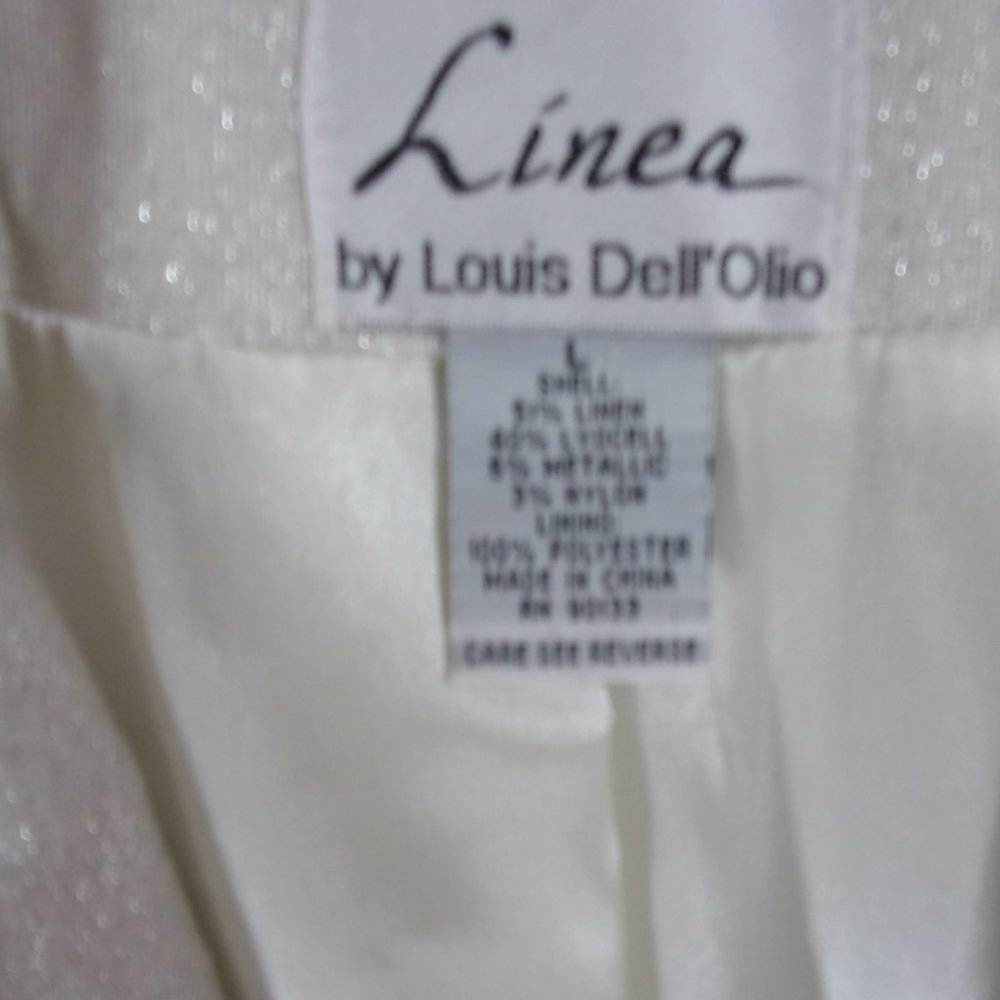 Linea
by Louis Dell'Olio
L
SHELL:
51% LINEN
40% LYOCELL
6% METALLIC
3% NYLON
LINING:
100% POLYESTER
MADE IN CHINA
RN
CARE SEE REVERSE